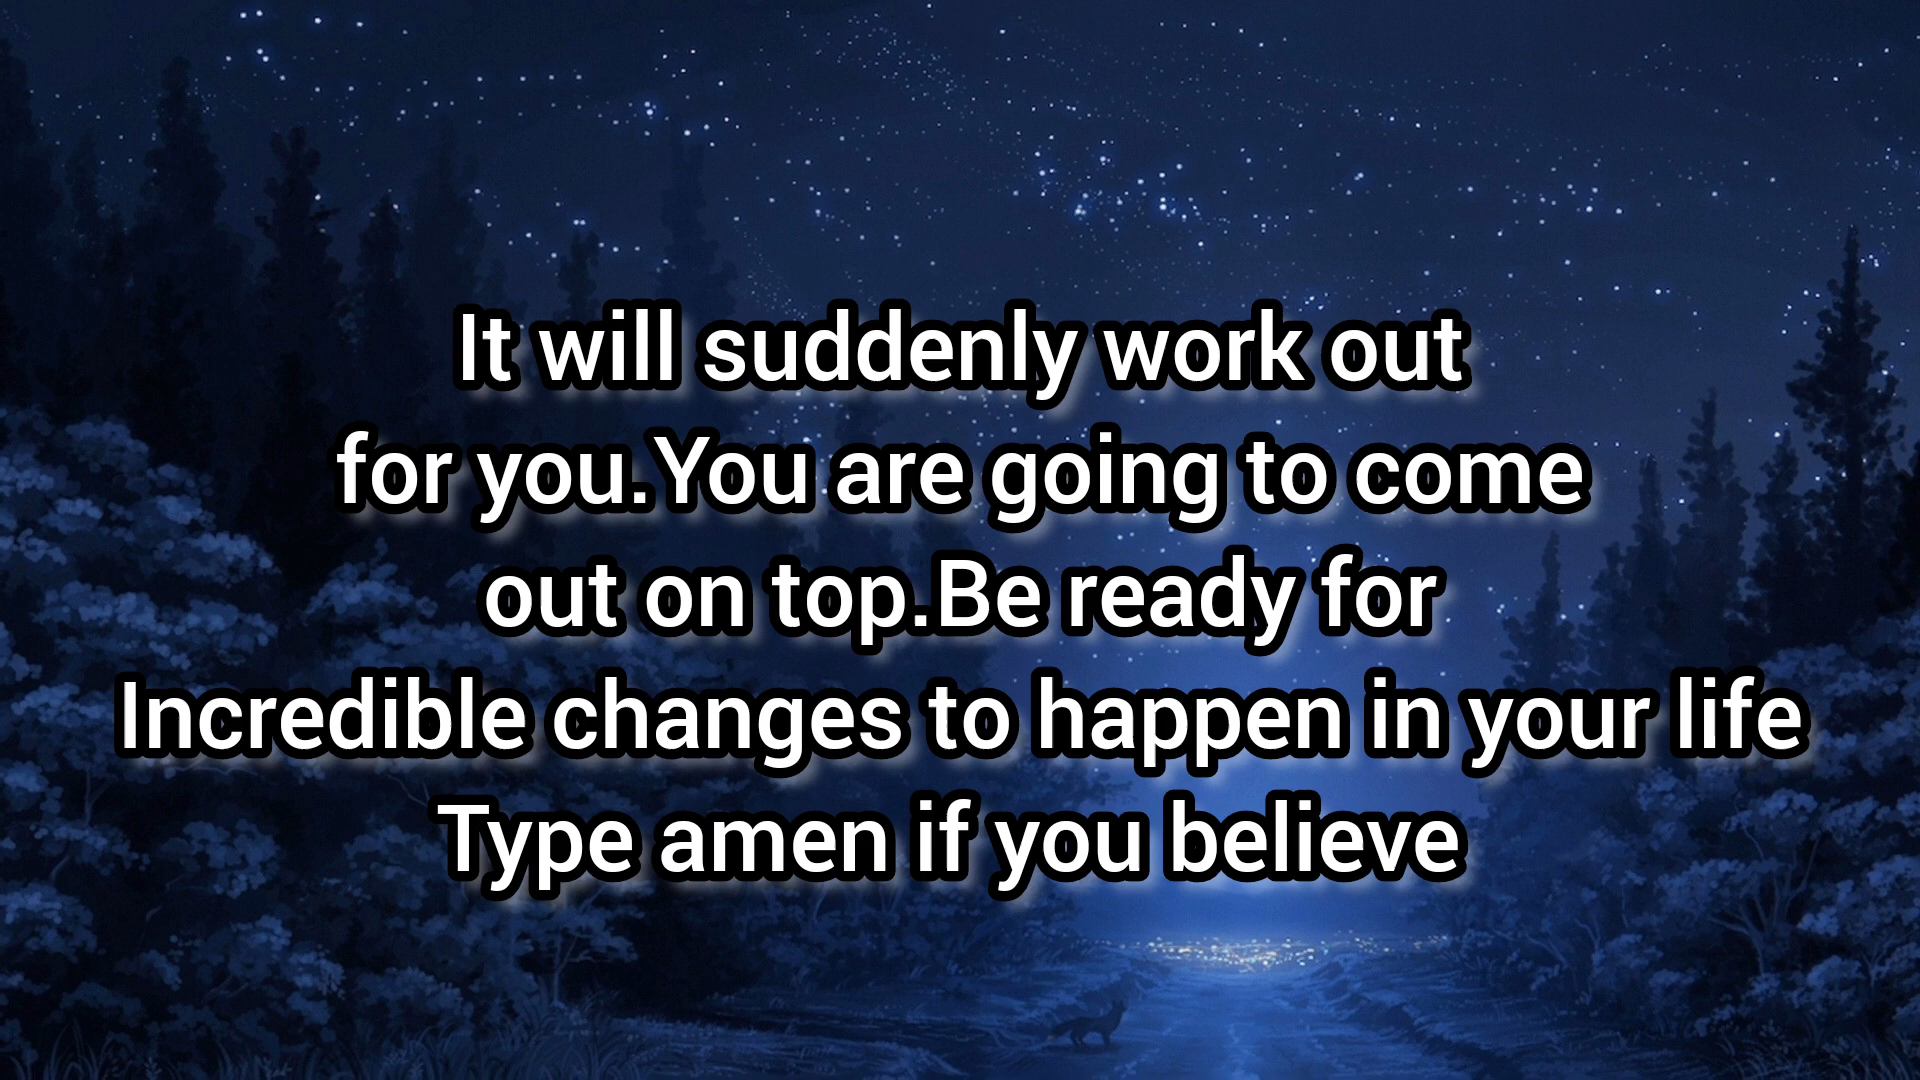 It will suddenly work out
for you.You are going to come
out on top.Be ready for
Incredible changes to happen in your life
Type amen if you believe